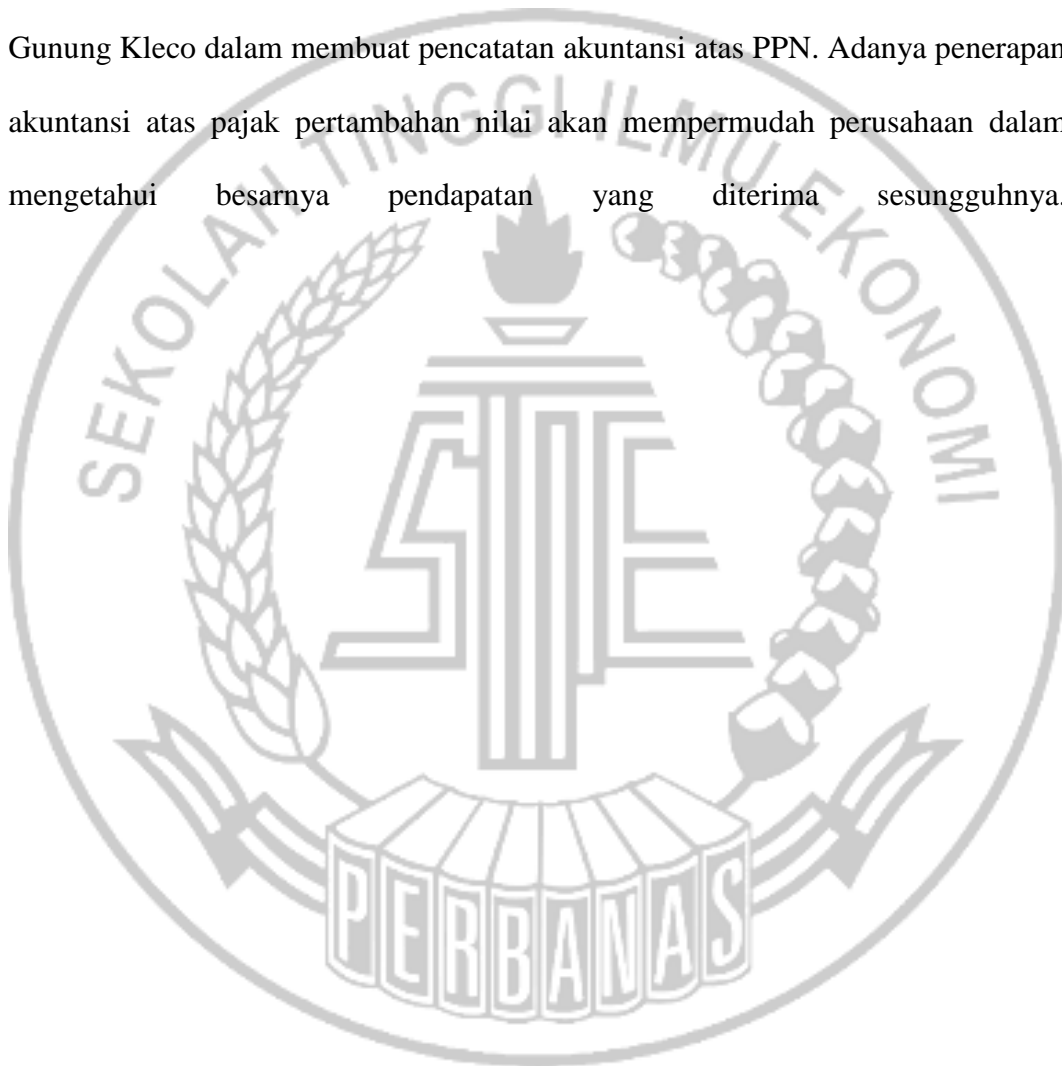 Gunung Kleco dalam membuat pencatatan akuntansi atas PPN. Adanya penerapan
akuntansi atas pajak pertambahan nilai akan mempermudah perusahaan dalam
mengetahui besarnya pendapatan yang diterima sesungguhnya.
SEKOLAH TINGGI ILMU EKONOMI
STIE
PERBANAS